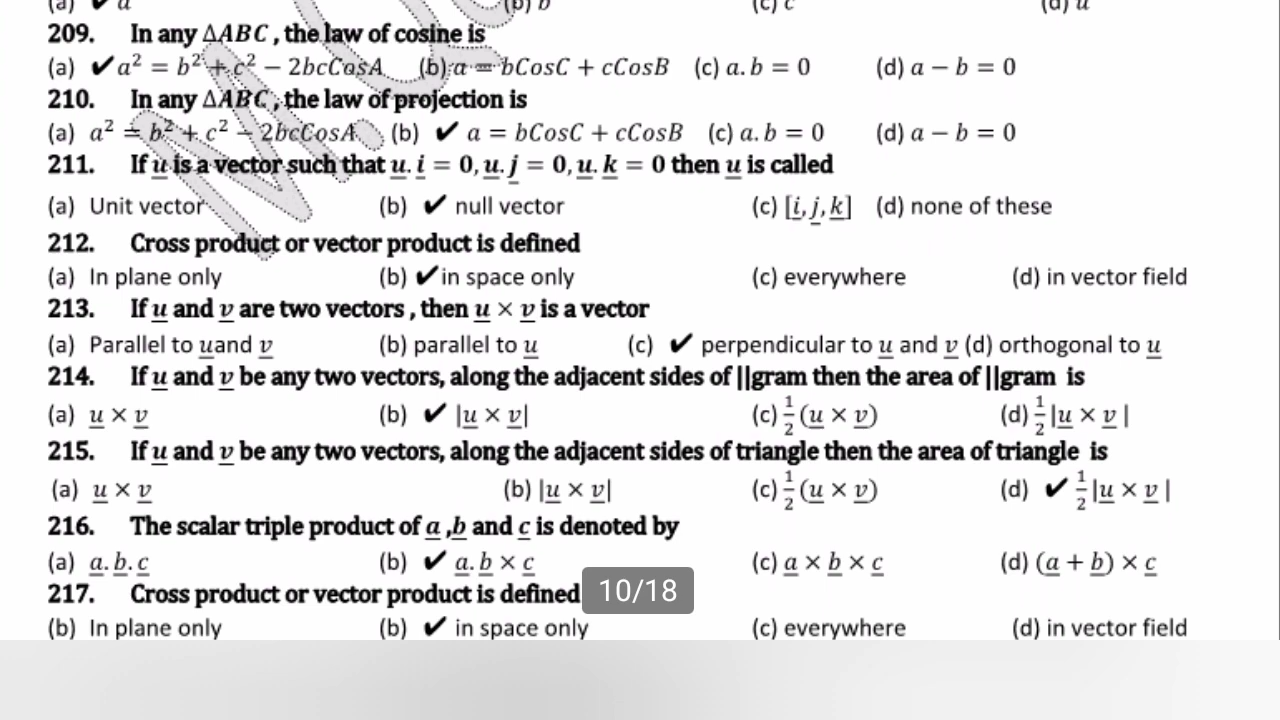 (a) ✔ a (b) b (c) c (d) u
209. In any ΔABC , the law of cosine is
(a) ✔a² = b² + c² − 2bcCosA (b) a = bCosC + cCosB (c) a. b = 0 (d) a − b = 0
210. In any ΔABC , the law of projection is
(a) a² = b² + c² − 2bcCosA (b) ✔ a = bCosC + cCosB (c) a. b = 0 (d) a − b = 0
211. If u is a vector such that u. i = 0, u. j = 0, u. k = 0 then u is called
(a) Unit vector (b) ✔ null vector (c) [i, j, k] (d) none of these
212. Cross product or vector product is defined
(a) In plane only (b) ✔in space only (c) everywhere (d) in vector field
213. If u and v are two vectors , then u × v is a vector
(a) Parallel to uand v (b) parallel to u (c) ✔ perpendicular to u and v (d) orthogonal to u
214. If u and v be any two vectors, along the adjacent sides of ||gram then the area of ||gram is
(a) u × v (b) ✔ |u × v| (c) ½(u × v) (d) ½|u × v |
215. If u and v be any two vectors, along the adjacent sides of triangle then the area of triangle is
(a) u × v (b) |u × v| (c) ½(u × v) (d) ✔ ½|u × v |
216. The scalar triple product of a ,b and c is denoted by
(a) a. b. c (b) ✔ a. b × c (c) a × b × c (d) (a + b) × c
217. Cross product or vector product is defined
10/18
(b) In plane only (b) ✔ in space only (c) everywhere (d) in vector field